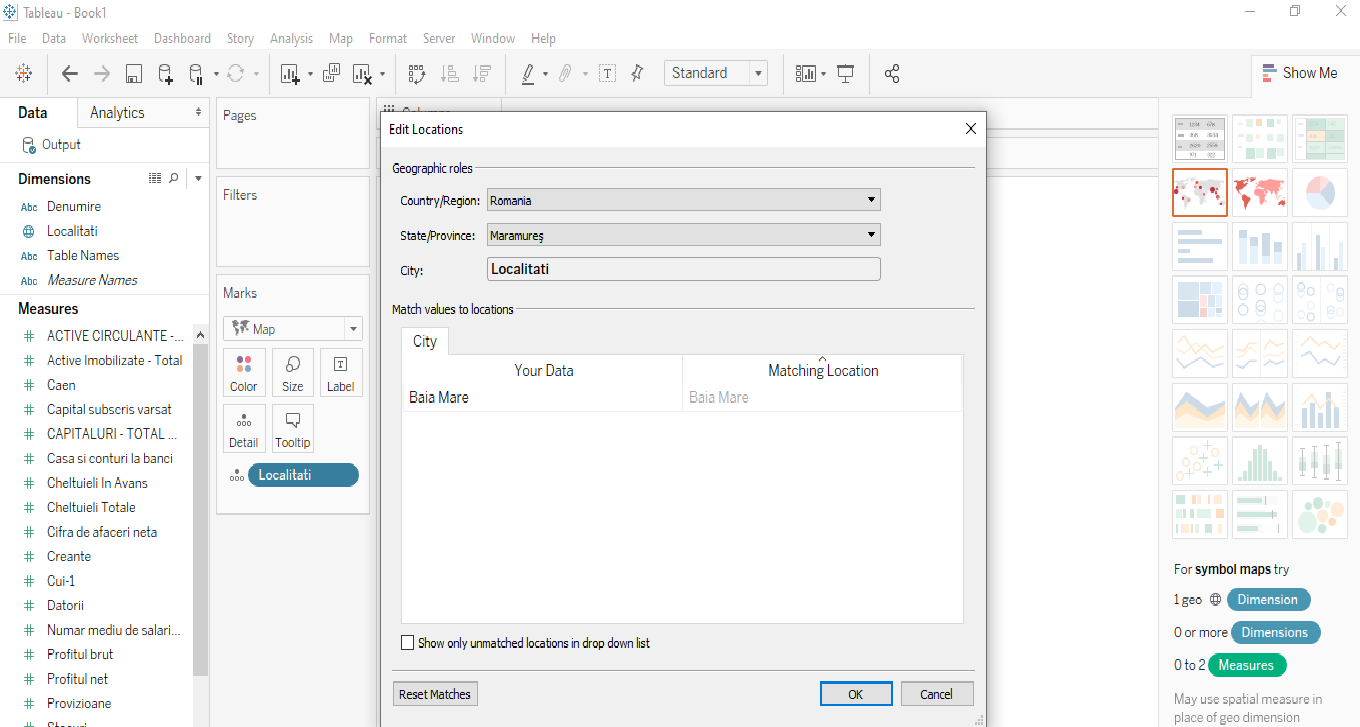 Tableau - Book1
File Data Worksheet Dashboard Story Analysis Map Format Server Window Help
Standard
Show Me
Data
Analytics
Output
Dimensions
Abc Denumire
Localitati
Abc Table Names
Abc Measure Names
Measures
ACTIVE CIRCULANTE -...
Active Imobilizate - Total
Caen
Capital subscris varsat
CAPITALURI - TOTAL ...
Casa si conturi la banci
Cheltuieli In Avans
Cheltuieli Totale
Cifra de afaceri neta
Creante
Cui-1
Datorii
Numar mediu de salari...
Profitul brut
Profitul net
Provizioane
Pages
Filters
Marks
Map
Color Size Label
Detail Tooltip
Localitati
Edit Locations
Geographic roles
Country/Region: Romania
State/Province: Maramureş
City: Localitati
Match values to locations
City
Your Data Matching Location
Baia Mare Baia Mare
Show only unmatched locations in drop down list
Reset Matches OK Cancel
For symbol maps try
1 geo Dimension
0 or more Dimensions
0 to 2 Measures
May use spatial measure in
place of geo dimension